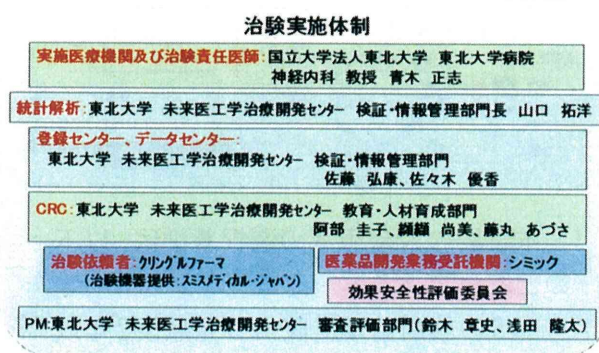 治験実施体制
実施医療機関及び治験責任医師:国立大学法人東北大学 東北大学病院
神経内科 教授 青木 正志
統計解析:東北大学 未来医工学治療開発センター 検証・情報管理部門長 山口 拓洋
登録センター、データセンター:
東北大学 未来医工学治療開発センター 検証・情報管理部門
佐藤 弘康、佐々木 優香
CRC:東北大学 未来医工学治療開発センター 教育・人材育成部門
阿部 圭子、纐纈 尚美、藤丸 あづさ
治験依頼者:クリングルファーマ
(治験機器提供:スミスメディカル・ジャパン)
医薬品開発業務受託機関:シミック
効果安全性評価委員会
PM:東北大学 未来医工学治療開発センター 審査評価部門(鈴木 章史、浅田 隆太)